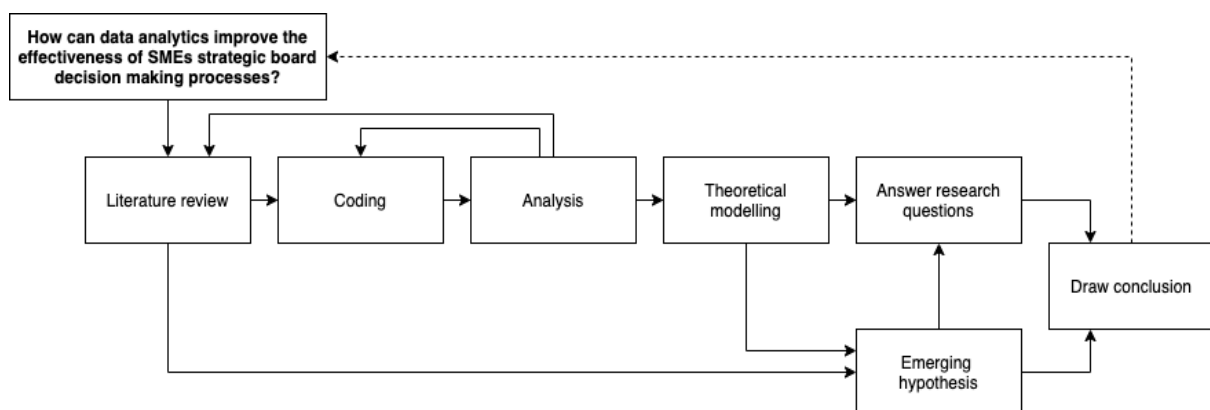 How can data analytics improve the
effectiveness of SMEs strategic board
decision making processes?
Literature review
Coding
Analysis
Theoretical
modelling
Answer research
questions
Draw conclusion
Emerging
hypothesis